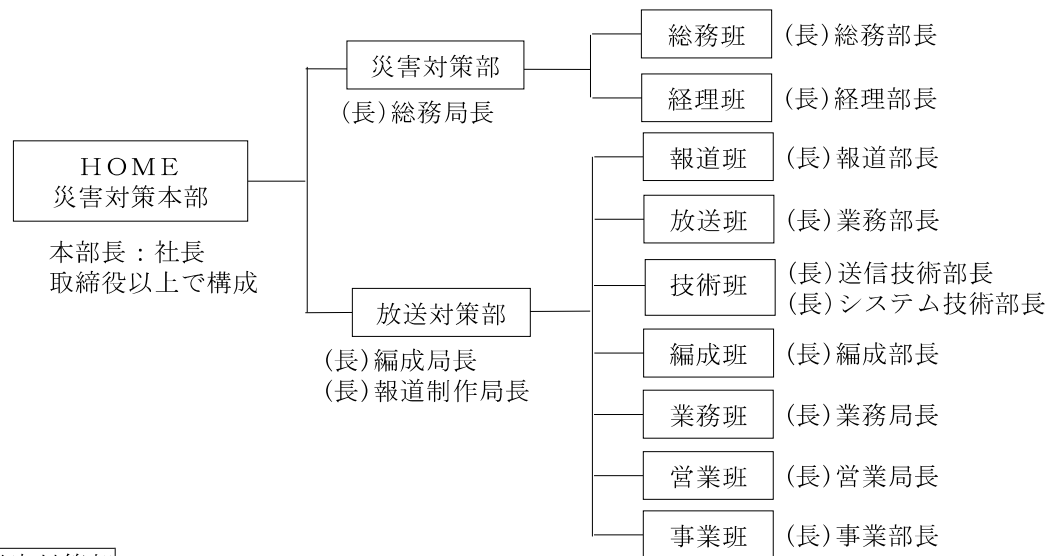 HOME
災害対策本部
本部長：社長
取締役以上で構成
災害対策部
(長)総務局長
総務班 (長)総務部長
経理班 (長)経理部長
放送対策部
(長)編成局長
(長)報道制作局長
報道班 (長)報道部長
放送班 (長)業務部長
技術班 (長)送信技術部長
(長)システム技術部長
編成班 (長)編成部長
業務班 (長)業務局長
営業班 (長)営業局長
事業班 (長)事業部長